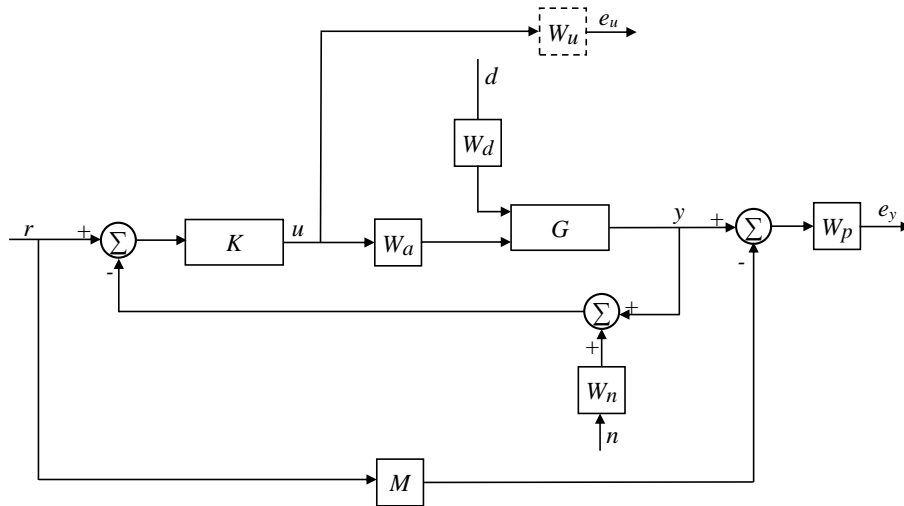 W_u e_u
d
W_d
r + Σ K u W_a G y + Σ W_p e_y
- -
Σ +
+
W_n
n
M